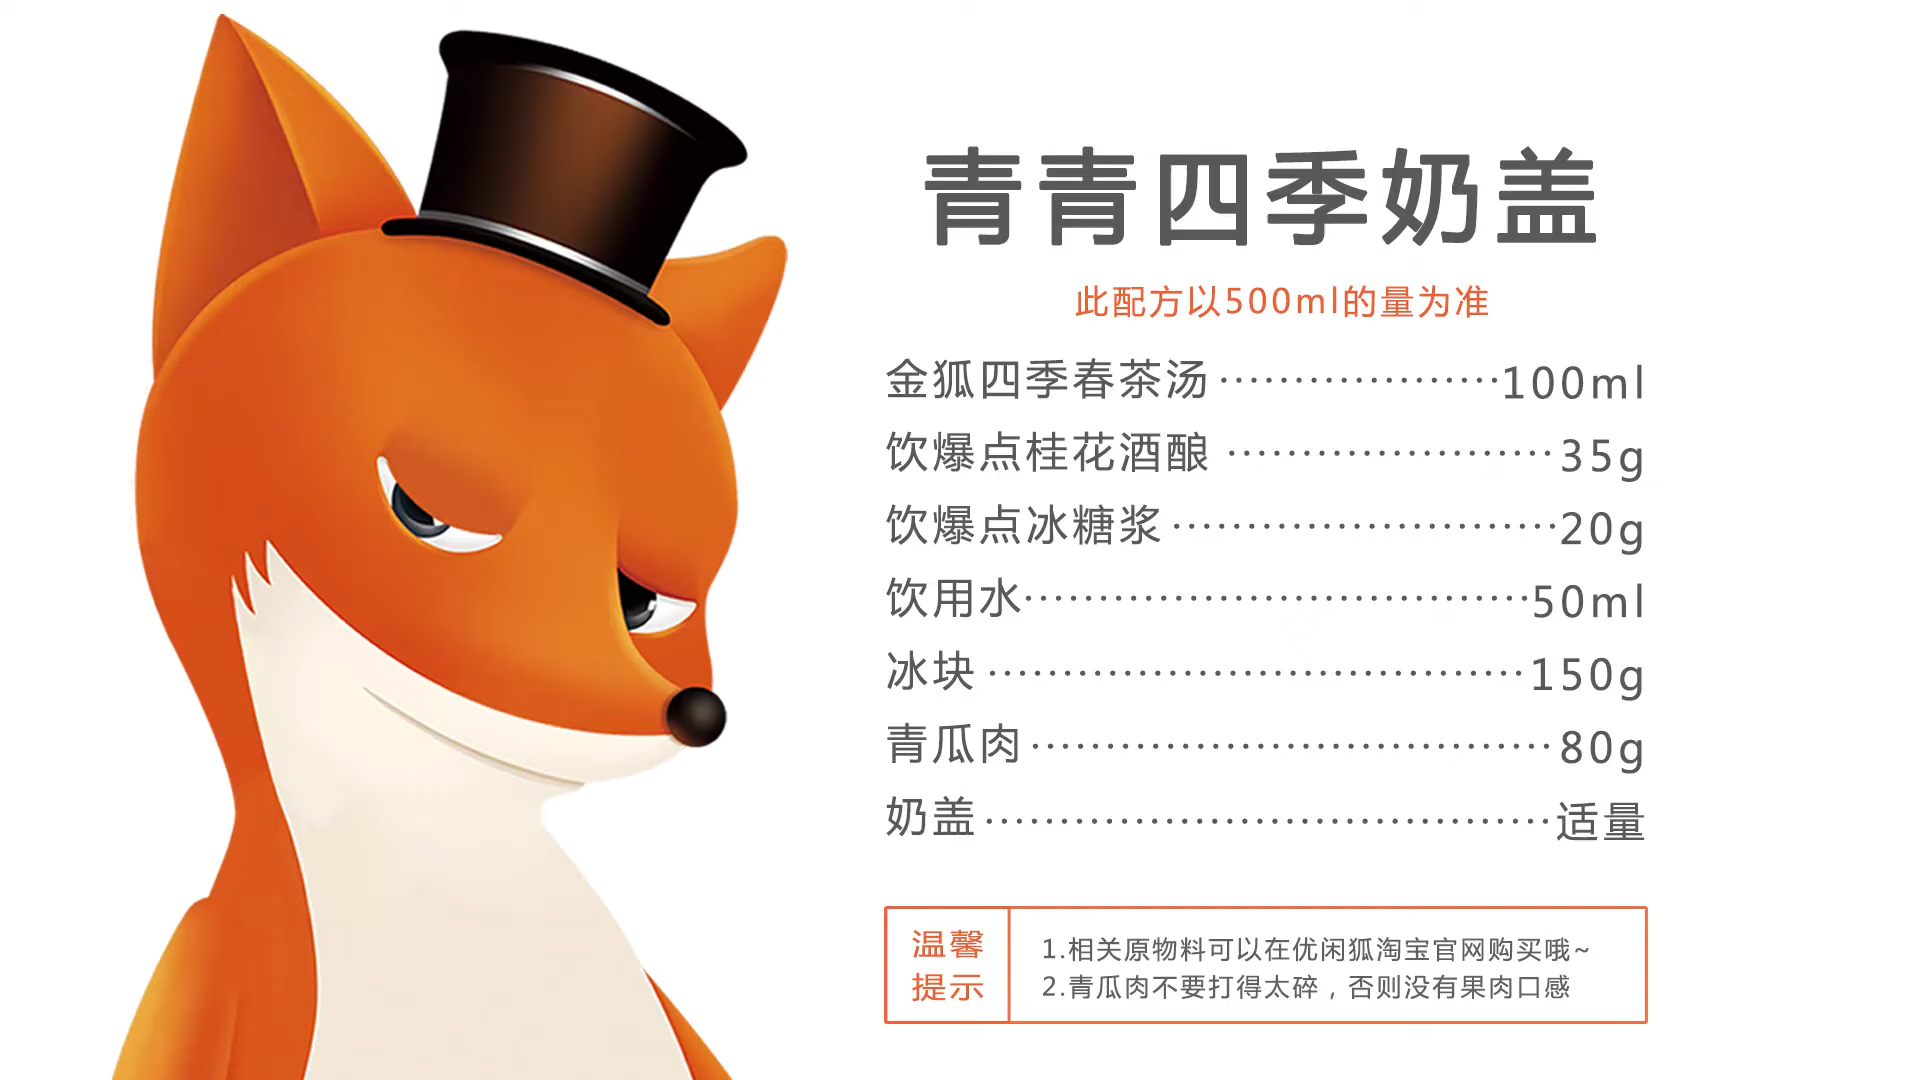 青青四季奶盖
此配方以500ml的量为准
金狐四季春茶汤···················100ml
饮爆点桂花酒酿 ······················35g
饮爆点冰糖浆··························20g
饮用水··································50ml
冰块 ····································150g
青瓜肉···································80g
奶盖······································适量
温馨
提示
1.相关原物料可以在优闲狐淘宝官网购买哦~
2.青瓜肉不要打得太碎，否则没有果肉口感